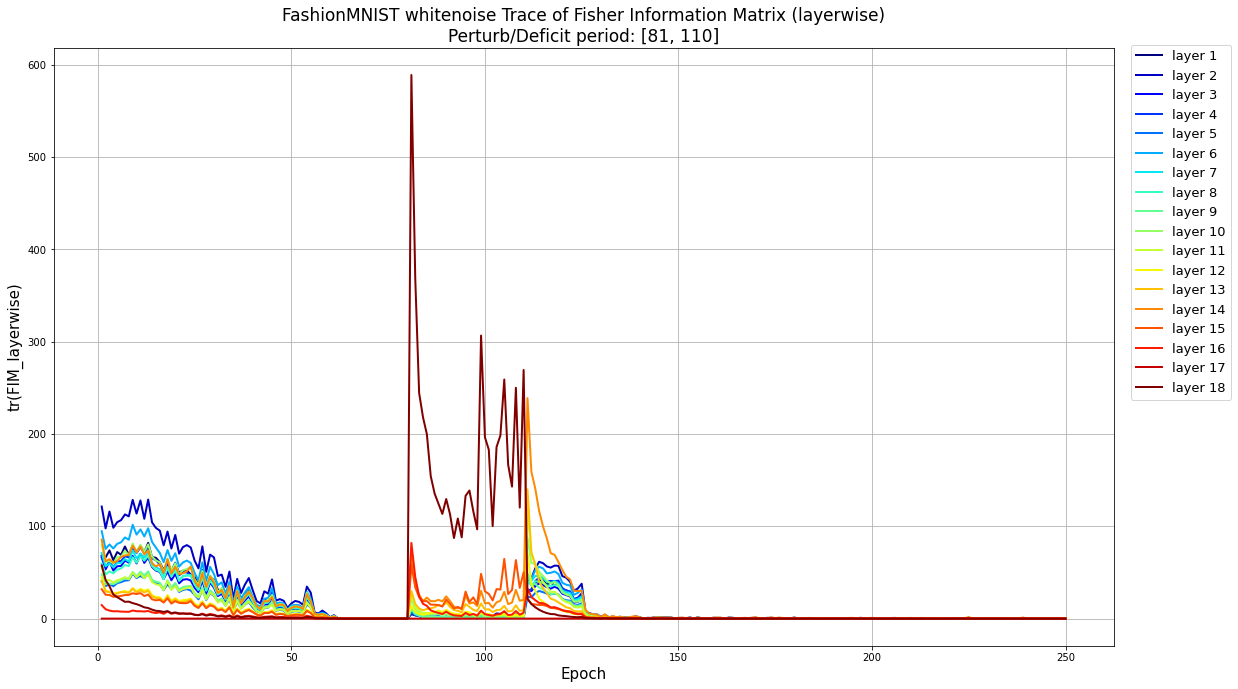 FashionMNIST whitenoise Trace of Fisher Information Matrix (layerwise)
Perturb/Deficit period: [81, 110]
tr(FIM_layerwise)
600
500
400
300
200
100
0
0 50 100 150 200 250
Epoch
layer 1
layer 2
layer 3
layer 4
layer 5
layer 6
layer 7
layer 8
layer 9
layer 10
layer 11
layer 12
layer 13
layer 14
layer 15
layer 16
layer 17
layer 18